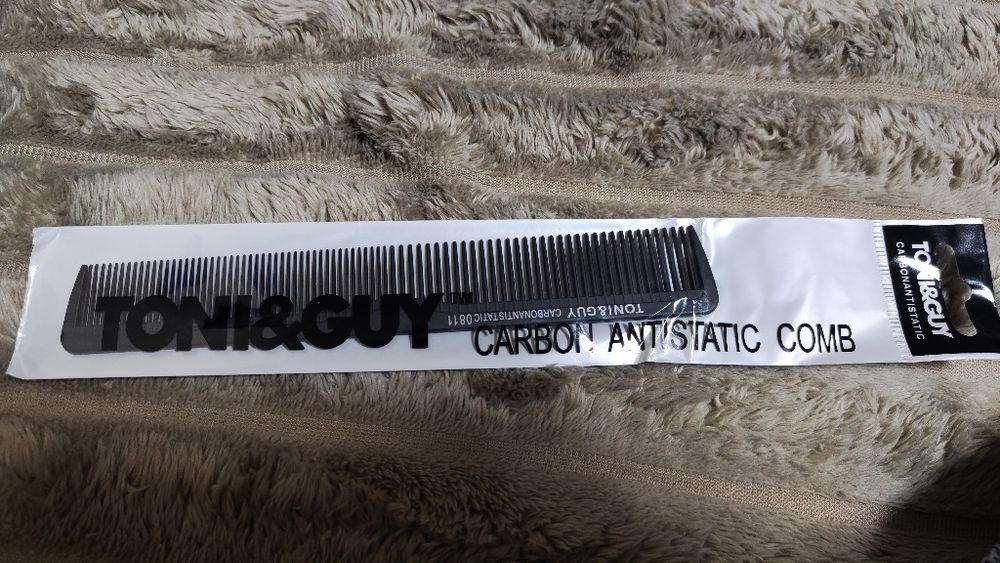 TONI&GUY™
CARBON ANTISTATIC COMB
TONI&GUY CARBONANTISTATIC0811
TONI&GUY
CARBONANTISTATIC